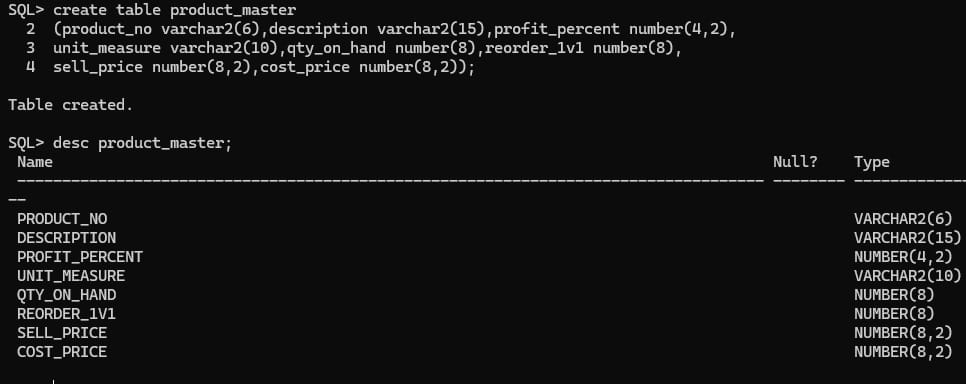 SQL> create table product_master
  2  (product_no varchar2(6),description varchar2(15),profit_percent number(4,2),
  3  unit_measure varchar2(10),qty_on_hand number(8),reorder_1v1 number(8),
  4  sell_price number(8,2),cost_price number(8,2));
Table created.
SQL> desc product_master;
Name Null? Type
----------------------------------------------------------------------------------- -------- ------------
--
PRODUCT_NO VARCHAR2(6)
DESCRIPTION VARCHAR2(15)
PROFIT_PERCENT NUMBER(4,2)
UNIT_MEASURE VARCHAR2(10)
QTY_ON_HAND NUMBER(8)
REORDER_1V1 NUMBER(8)
SELL_PRICE NUMBER(8,2)
COST_PRICE NUMBER(8,2)